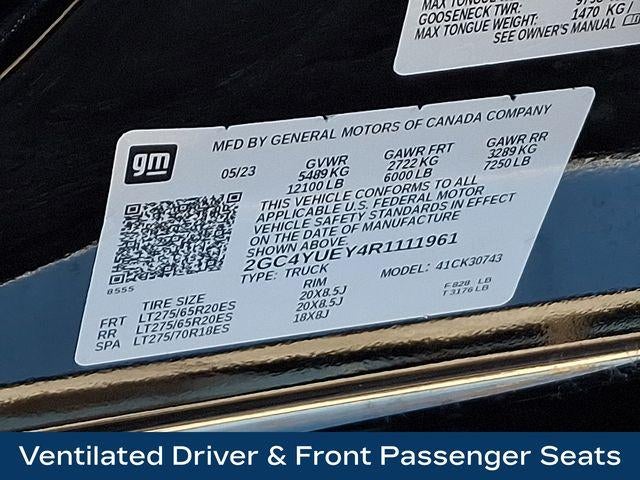 MAX TONGUE
GOOSENECK TWR:
MAX TONGUE WEIGHT: 1470 KG /
SEE OWNER'S MANUAL
gm
MFD BY GENERAL MOTORS OF CANADA COMPANY
05/23 GVWR GAWR FRT GAWR RR
5489 KG 2722 KG 3289 KG
12100 LB 6000 LB 7250 LB
THIS VEHICLE CONFORMS TO ALL
APPLICABLE U.S. FEDERAL MOTOR
VEHICLE SAFETY STANDARDS IN EFFECT
ON THE DATE OF MANUFACTURE
SHOWN ABOVE.
2GC4YUEY4R1111961
8555 TYPE: TRUCK MODEL: 41CK30743
TIRE SIZE RIM F 828 LB
FRT LT275/65R20ES 20X8.5J T 3176 LB
RR LT275/65R20ES 20X8.5J
SPA LT275/70R18ES 18X8J
Ventilated Driver & Front Passenger Seats